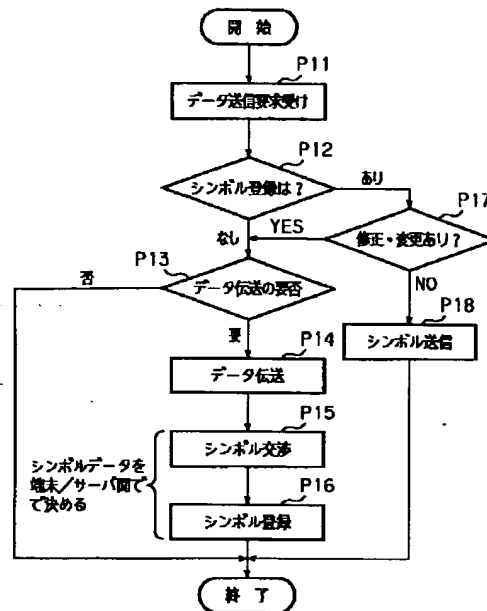 開 始
P11
データ送信要求受け
P12
シンボル登録は?
あり
P17
なし
YES
修正・変更あり?
P13
否
データ伝送の要否
NO
P18
要
シンボル送信
P14
データ伝送
P15
シンボル交渉
シンボルデータを
端末/サーバ間でで
で決める
P16
シンボル登録
終 了